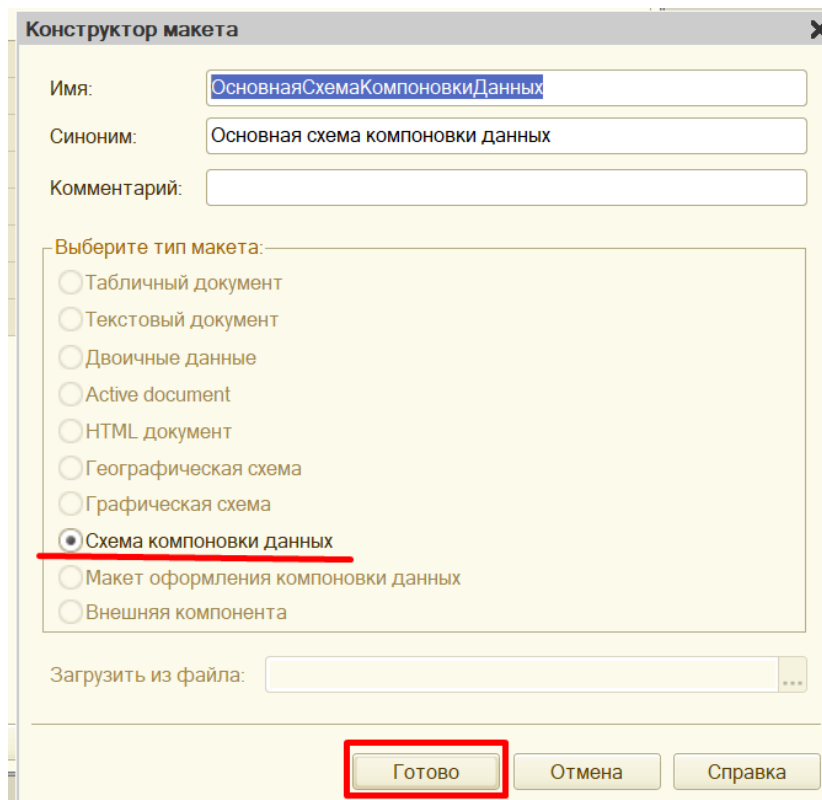 Конструктор макета
Имя: ОсновнаяСхемаКомпоновкиДанных
Синоним: Основная схема компоновки данных
Комментарий:
Выберите тип макета:
Табличный документ
Текстовый документ
Двоичные данные
Active document
HTML документ
Географическая схема
Графическая схема
Схема компоновки данных
Макет оформления компоновки данных
Внешняя компонента
Загрузить из файла: ...
Готово Отмена Справка